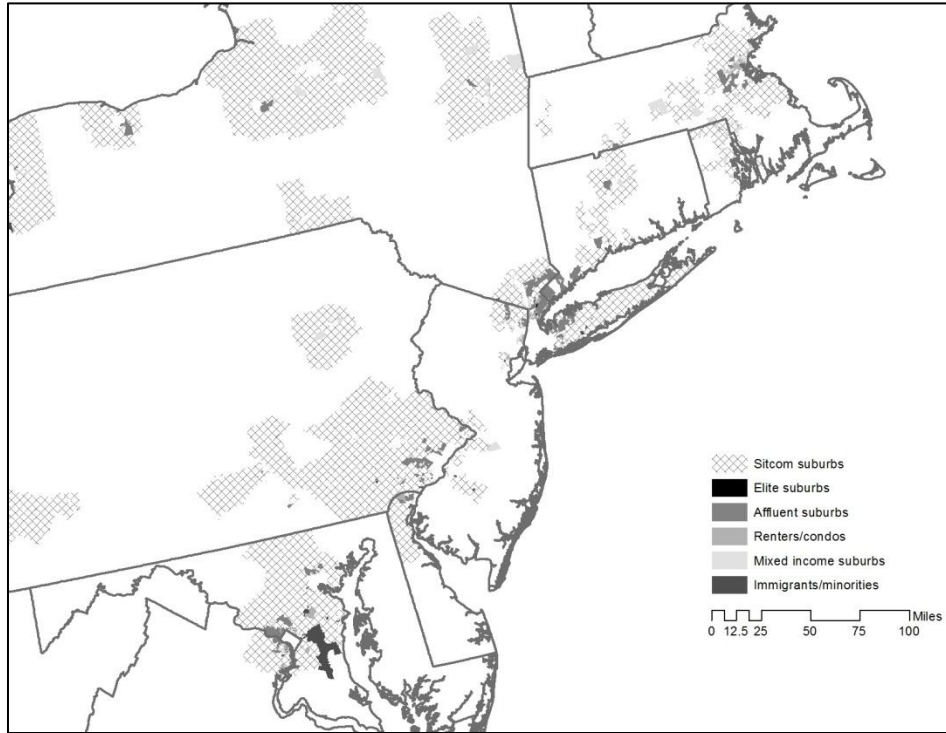 Sitcom suburbs
Elite suburbs
Affluent suburbs
Renters/condos
Mixed income suburbs
Immigrants/minorities
Miles
0 12.5 25 50 75 100